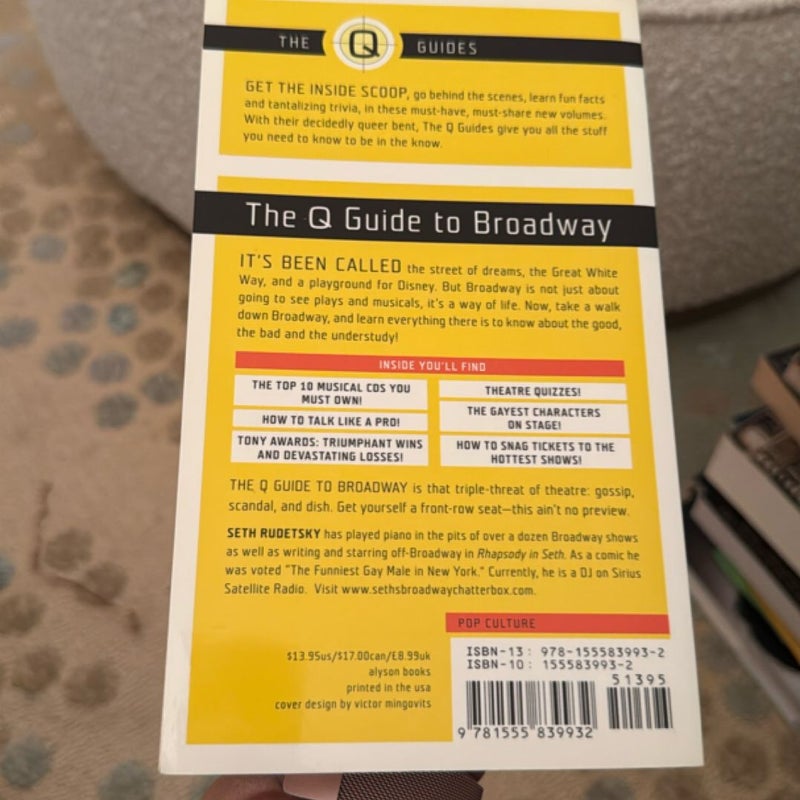 THE Q GUIDES
GET THE INSIDE SCOOP, go behind the scenes, learn fun facts
and tantalizing trivia, in these must-have, must-share new volumes.
With their decidedly queer bent, The Q Guides give you all the stuff
you need to know to be in the know.
The Q Guide to Broadway
IT'S BEEN CALLED the street of dreams, the Great White
Way, and a playground for Disney. But Broadway is not just about
going to see plays and musicals, it's a way of life. Now, take a walk
down Broadway, and learn everything there is to know about the good,
the bad and the understudy!
INSIDE YOU'LL FIND
THE TOP 10 MUSICAL CDS YOU
MUST OWN!
HOW TO TALK LIKE A PRO!
TONY AWARDS: TRIUMPHANT WINS
AND DEVASTATING LOSSES!
THEATRE QUIZZES!
THE GAYEST CHARACTERS
ON STAGE!
HOW TO SNAG TICKETS TO THE
HOTTEST SHOWS!
THE Q GUIDE TO BROADWAY is that triple-threat of theatre: gossip,
scandal, and dish. Get yourself a front-row seat—this ain't no preview.
SETH RUDETSKY has played piano in the pits of over a dozen Broadway shows
as well as writing and starring off-Broadway in Rhapsody in Seth. As a comic he
was voted "The Funniest Gay Male in New York." Currently, he is a DJ on Sirius
Satellite Radio. Visit www.sethsbroadwaychatterbox.com.
POP CULTURE
$13.95us/$17.00can/£8.99uk
alyson books
printed in the usa
cover design by victor mingovits
ISBN-13: 978-155583993-2
ISBN-10: 155583993-2
51395
9 781555 839932